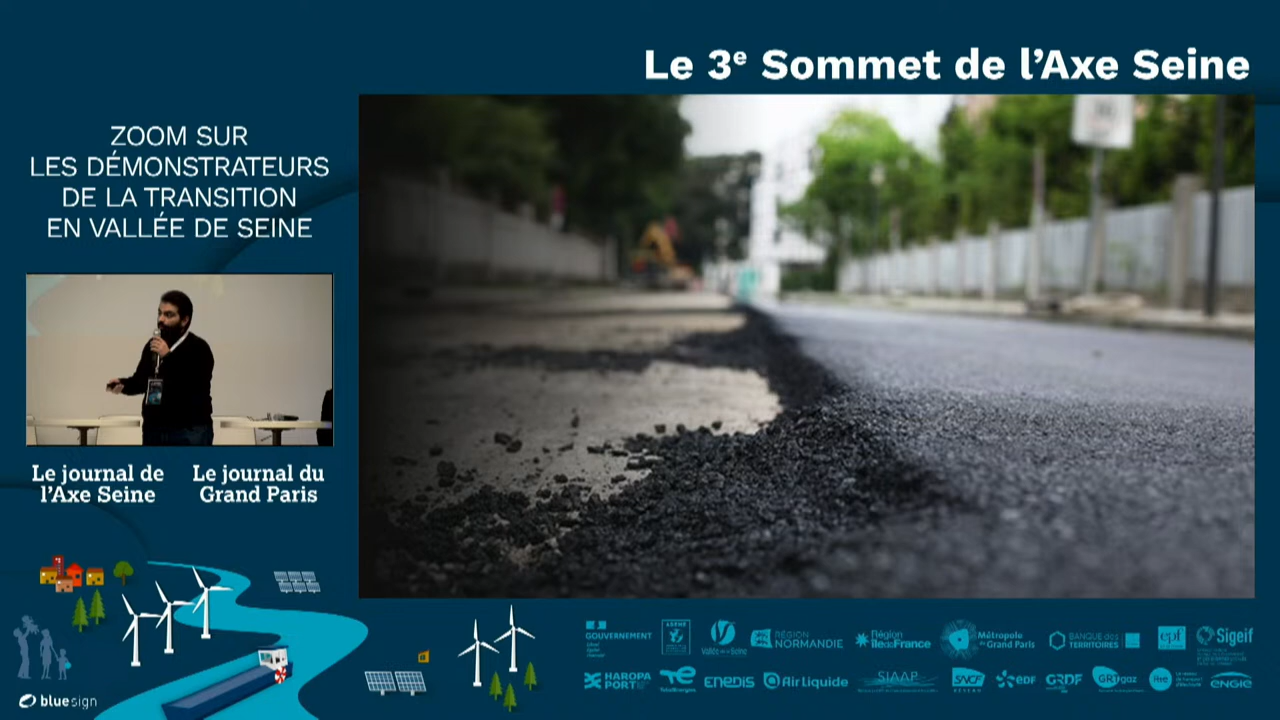 Le 3e Sommet de l'Axe Seine
ZOOM SUR
LES DÉMONSTRATEURS
DE LA TRANSITION
EN VALLÉE DE SEINE
Le journal de
l'Axe Seine
Le journal du
Grand Paris
GOUVERNEMENT
Vallée de la Seine
RÉGION
NORMANDIE
Région
îledeFrance
Métropole
du Grand Paris
BANQUE des
TERRITOIRES
epf
Sigeif
HAROPA
PORT
TotalEnergies
ENEDIS
Air Liquide
SIAAP
SNCF
RÉSEAU
eDF
GRDF
GRTgaz
Rte
ENGIE
bluesign